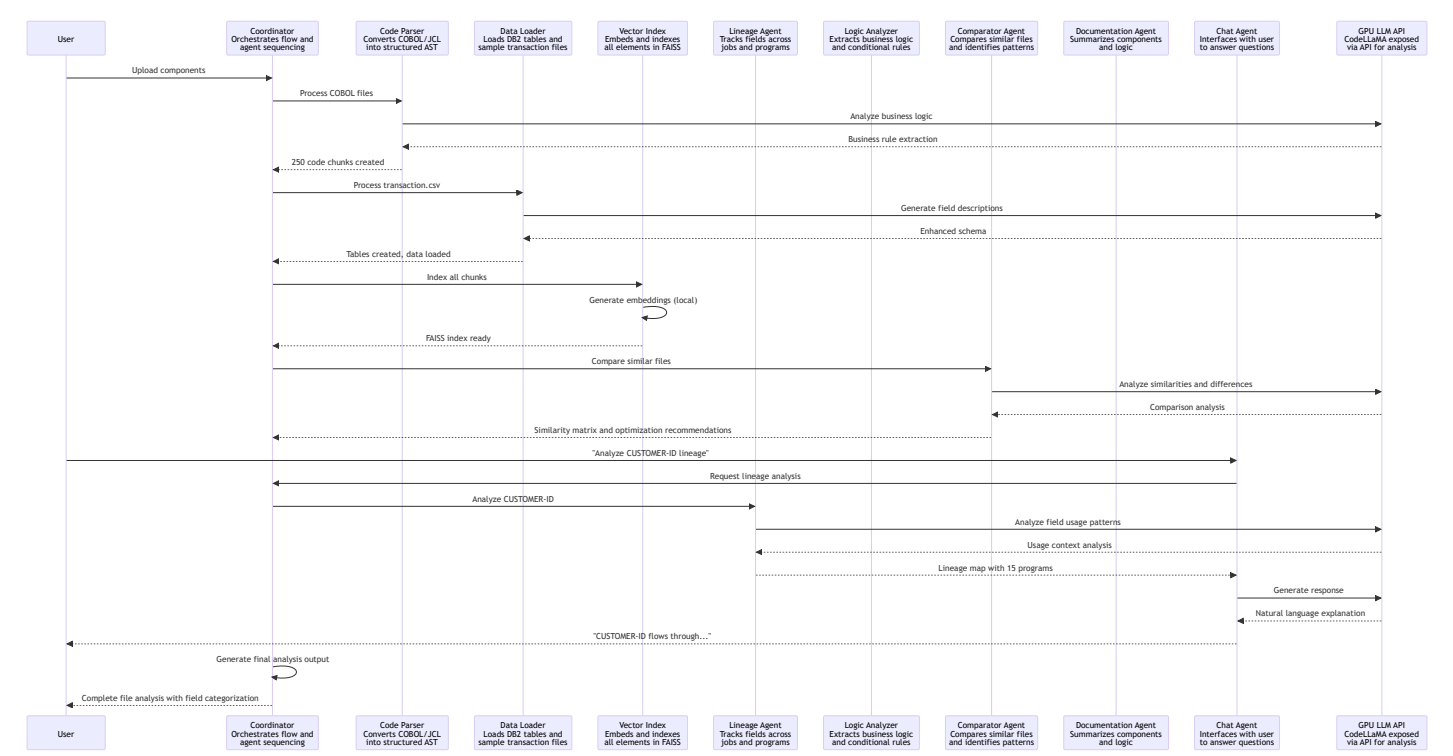 User
Coordinator
Orchestrates flow and
agent sequencing
Code Parser
Converts COBOL/JCL
into structured AST
Data Loader
Loads DB2 tables and
sample transaction files
Vector Index
Embeds and indexes
all elements in FAISS
Lineage Agent
Tracks fields across
jobs and programs
Logic Analyzer
Extracts business logic
and conditional rules
Comparator Agent
Compares similar files
and identifies patterns
Documentation Agent
Summarizes components
and logic
Chat Agent
Interfaces with user
to answer questions
GPU LLM API
CodeLLaMA exposed
via API for analysis
Upload components
Process COBOL files
Analyze business logic
Business rule extraction
250 code chunks created
Process transaction.csv
Generate field descriptions
Enhanced schema
Tables created, data loaded
Index all chunks
Generate embeddings (local)
FAISS index ready
Compare similar files
Analyze similarities and differences
Comparison analysis
Similarity matrix and optimization recommendations
"Analyze CUSTOMER-ID lineage"
Request lineage analysis
Analyze CUSTOMER-ID
Analyze field usage patterns
Usage context analysis
Lineage map with 15 programs
Generate response
Natural language explanation
"CUSTOMER-ID flows through..."
Generate final analysis output
Complete file analysis with field categorization
User
Coordinator
Orchestrates flow and
agent sequencing
Code Parser
Converts COBOL/JCL
into structured AST
Data Loader
Loads DB2 tables and
sample transaction files
Vector Index
Embeds and indexes
all elements in FAISS
Lineage Agent
Tracks fields across
jobs and programs
Logic Analyzer
Extracts business logic
and conditional rules
Comparator Agent
Compares similar files
and identifies patterns
Documentation Agent
Summarizes components
and logic
Chat Agent
Interfaces with user
to answer questions
GPU LLM API
CodeLLaMA exposed
via API for analysis